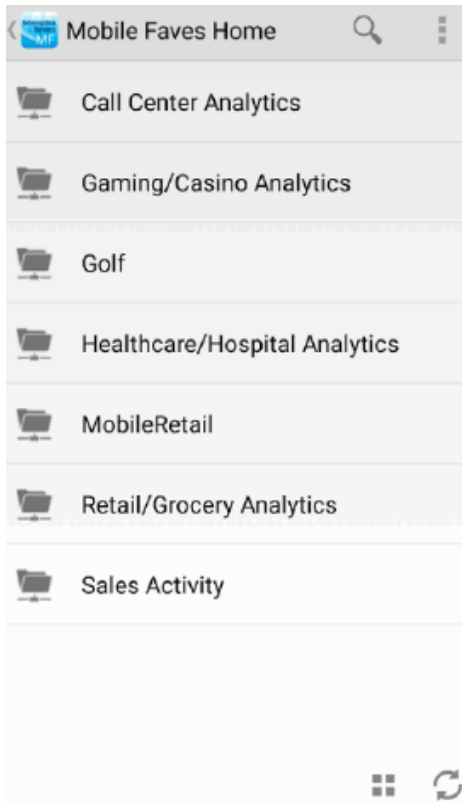 Mobile Faves Home
Call Center Analytics
Gaming/Casino Analytics
Golf
Healthcare/Hospital Analytics
MobileRetail
Retail/Grocery Analytics
Sales Activity